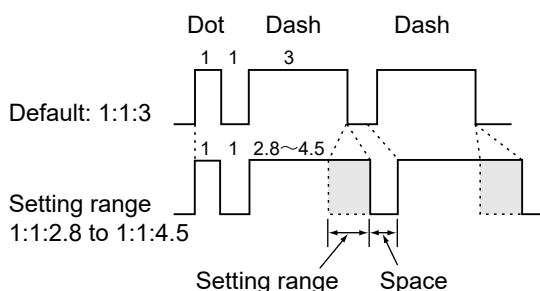 Dot Dash Dash
1 1 3
Default: 1:1:3
1 1 2.8～4.5
Setting range
1:1:2.8 to 1:1:4.5
Setting range Space